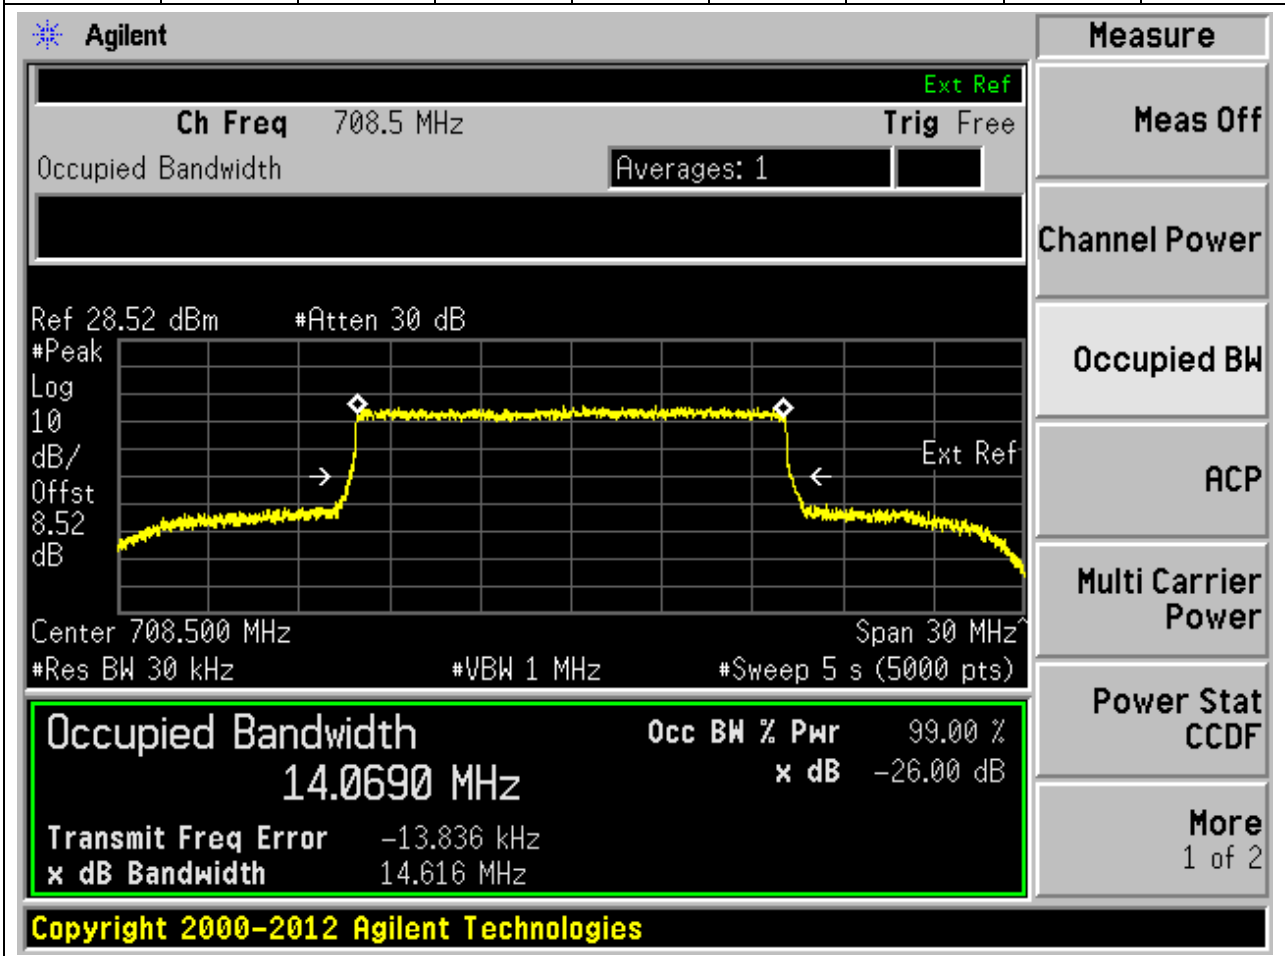 Agilent
Measure
Ext Ref
Ch Freq 708.5 MHz Trig Free
Occupied Bandwidth Averages: 1
Ref 28.52 dBm #Atten 30 dB
#Peak
Log
10
dB/
Offst
8.52
dB
Ext Ref
Center 708.500 MHz Span 30 MHz^
#Res BW 30 kHz #VBW 1 MHz #Sweep 5 s (5000 pts)
Occupied Bandwidth
14.0690 MHz
Occ BW % Pwr 99.00 %
x dB -26.00 dB
Transmit Freq Error -13.836 kHz
x dB Bandwidth 14.616 MHz
Copyright 2000-2012 Agilent Technologies
Meas Off
Channel Power
Occupied BW
ACP
Multi Carrier
Power
Power Stat
CCDF
More
1 of 2